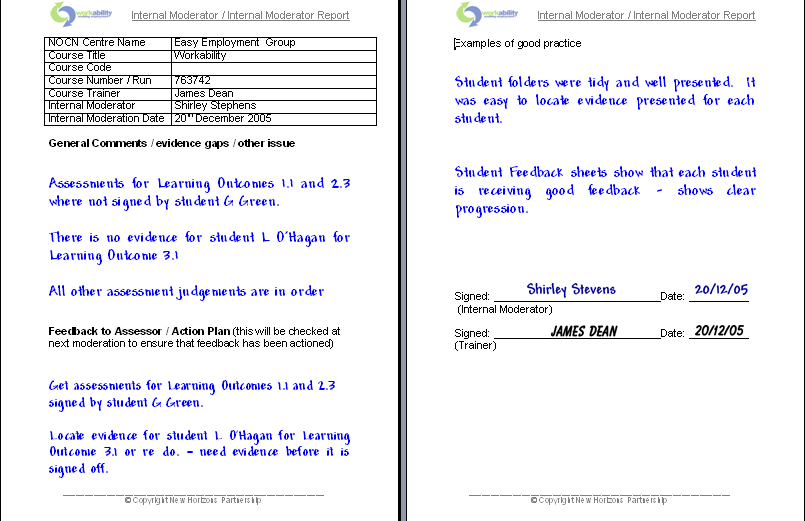 workability
Internal Moderator / Internal Moderator Report
NOCN Centre Name Easy Employment Group
Course Title Workability
Course Code
Course Number / Run 763742
Course Trainer James Dean
Internal Moderator Shirley Stephens
Internal Moderation Date 20th December 2005
General Comments / evidence gaps / other issue
Assessments for Learning Outcomes 1.1 and 2.3
where not signed by student G Green.
There is no evidence for student L O'Hagan for
Learning Outcome 3.1
All other assessment judgements are in order
Feedback to Assessor / Action Plan (this will be checked at
next moderation to ensure that feedback has been actioned)
Get assessments for Learning Outcomes 1.1 and 2.3
signed by student G Green.
Locate evidence for student L O'Hagan for Learning
Outcome 3.1 or re do. – need evidence before it is
signed off.
© Copyright New Horizons Partnership
workability
Internal Moderator / Internal Moderator Report
Examples of good practice
Student folders were tidy and well presented. It
was easy to locate evidence presented for each
student.
Student Feedback sheets show that each student
is receiving good feedback – shows clear
progression.
Signed: Shirley Stevens Date: 20/12/05
(Internal Moderator)
Signed: JAMES DEAN Date: 20/12/05
(Trainer)
© Copyright New Horizons Partnership